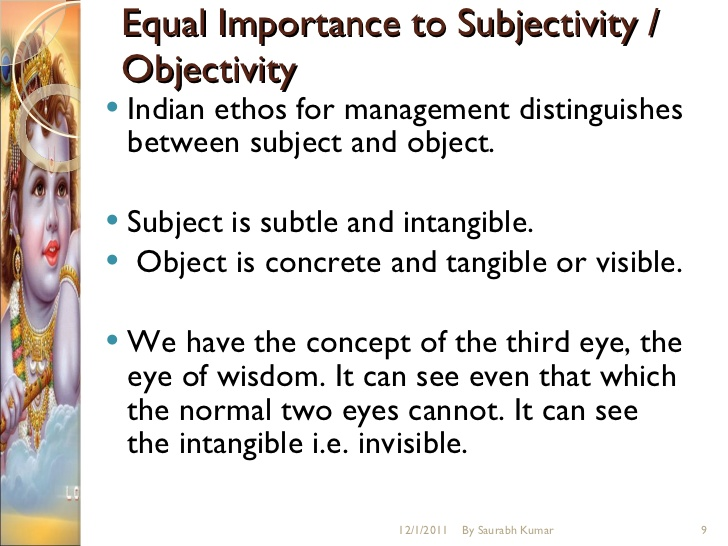 Equal Importance to Subjectivity /
Objectivity
• Indian ethos for management distinguishes
between subject and object.
• Subject is subtle and intangible.
• Object is concrete and tangible or visible.
• We have the concept of the third eye, the
eye of wisdom. It can see even that which
the normal two eyes cannot. It can see
the intangible i.e. invisible.
12/1/2011 By Saurabh Kumar 9